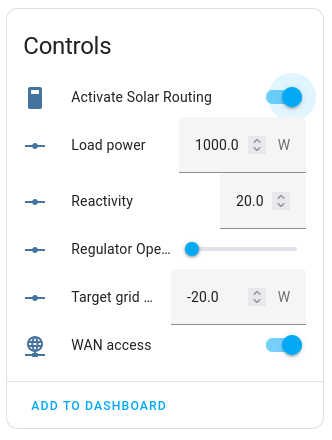 Controls
Activate Solar Routing
Load power 1000.0 W
Reactivity 20.0
Regulator Ope...
Target grid ... -20.0 W
WAN access
ADD TO DASHBOARD